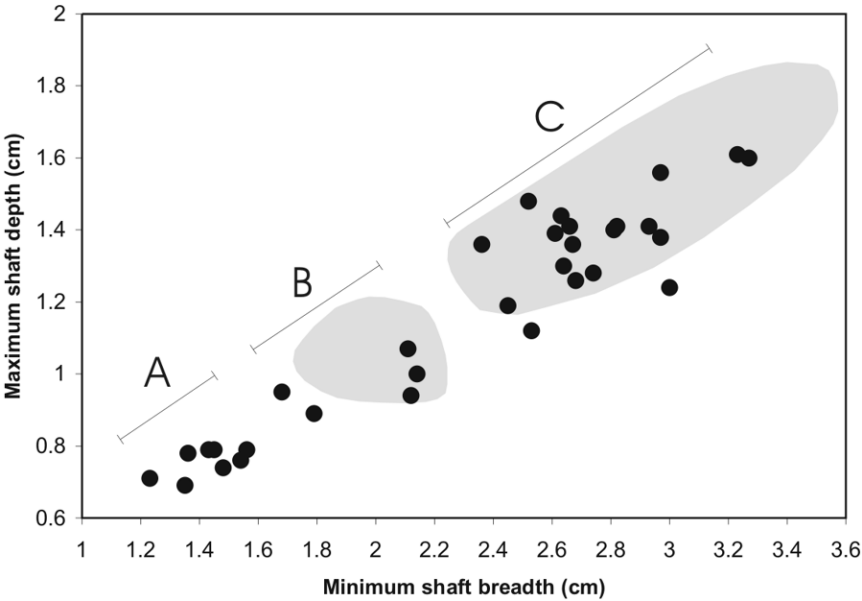 2
1.8
1.6
1.4
1.2
1
0.8
0.6
Maximum shaft depth (cm)
A
B
C
1 1.2 1.4 1.6 1.8 2 2.2 2.4 2.6 2.8 3 3.2 3.4 3.6
Minimum shaft breadth (cm)